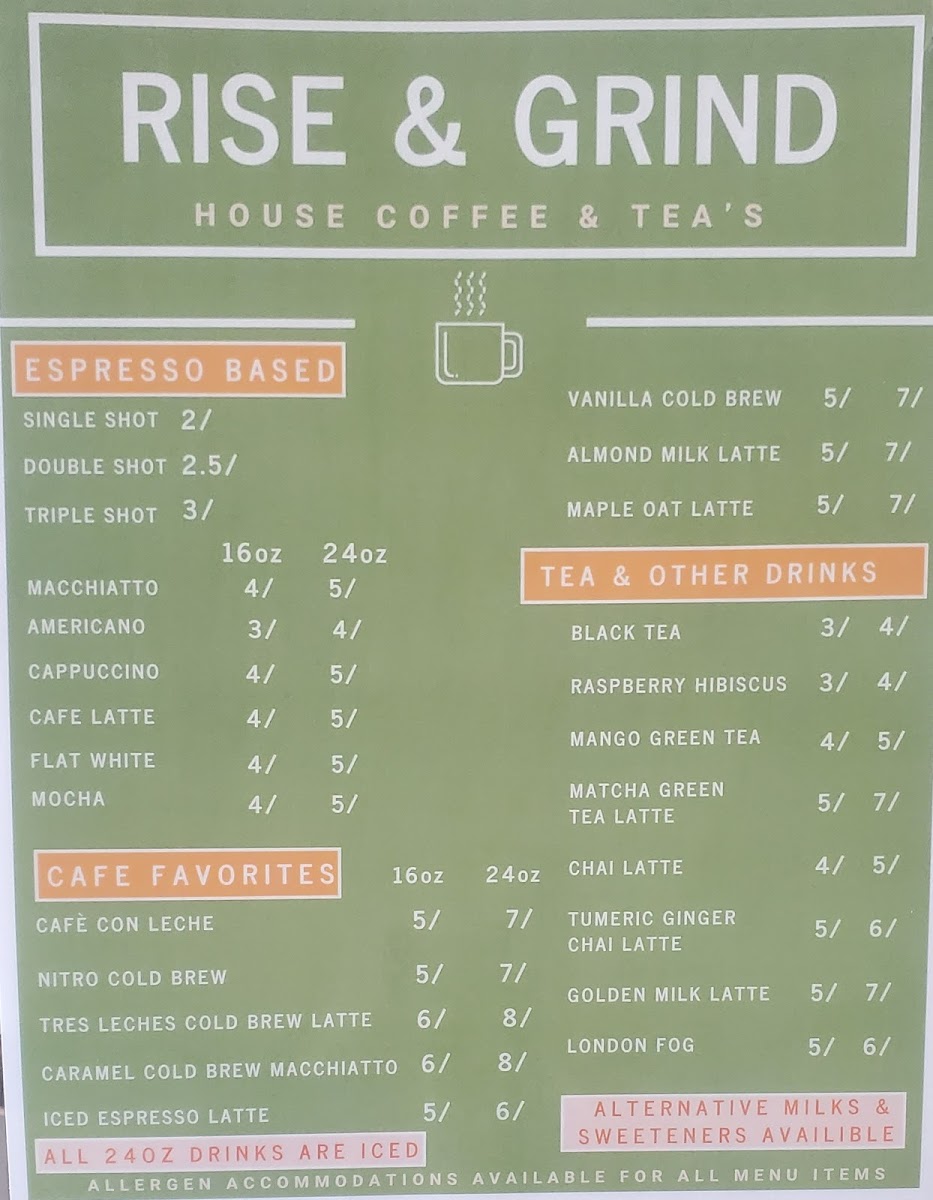 RISE & GRIND
HOUSE COFFEE & TEA'S
ESPRESSO BASED
SINGLE SHOT 2/
DOUBLE SHOT 2.5/
TRIPLE SHOT 3/
16oz 24oz
MACCHIATTO 4/ 5/
AMERICANO 3/ 4/
CAPPUCCINO 4/ 5/
CAFE LATTE 4/ 5/
FLAT WHITE 4/ 5/
MOCHA 4/ 5/
CAFE FAVORITES 16oz 24oz
CAFÈ CON LECHE 5/ 7/
NITRO COLD BREW 5/ 7/
TRES LECHES COLD BREW LATTE 6/ 8/
CARAMEL COLD BREW MACCHIATTO 6/ 8/
ICED ESPRESSO LATTE 5/ 6/
ALL 24OZ DRINKS ARE ICED
VANILLA COLD BREW 5/ 7/
ALMOND MILK LATTE 5/ 7/
MAPLE OAT LATTE 5/ 7/
TEA & OTHER DRINKS
BLACK TEA 3/ 4/
RASPBERRY HIBISCUS 3/ 4/
MANGO GREEN TEA 4/ 5/
MATCHA GREEN
TEA LATTE 5/ 7/
CHAI LATTE 4/ 5/
TUMERIC GINGER
CHAI LATTE 5/ 6/
GOLDEN MILK LATTE 5/ 7/
LONDON FOG 5/ 6/
ALTERNATIVE MILKS &
SWEETENERS AVAILIBLE
ALLERGEN ACCOMMODATIONS AVAILABLE FOR ALL MENU ITEMS